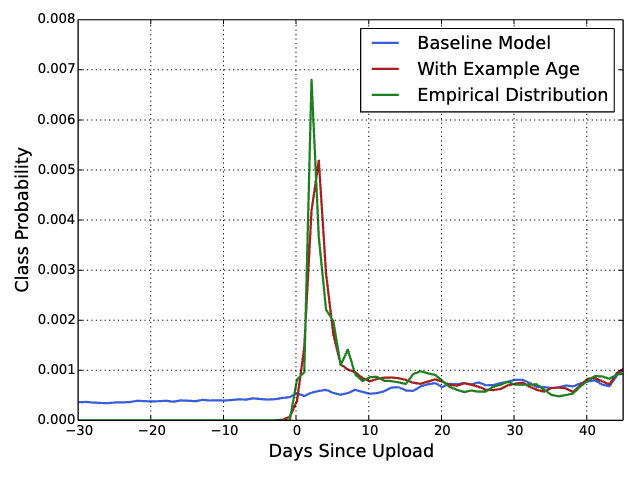 0.008
0.007
0.006
0.005
0.004
0.003
0.002
0.001
0.000
Class Probability
Baseline Model
With Example Age
Empirical Distribution
−30 −20 −10 0 10 20 30 40
Days Since Upload